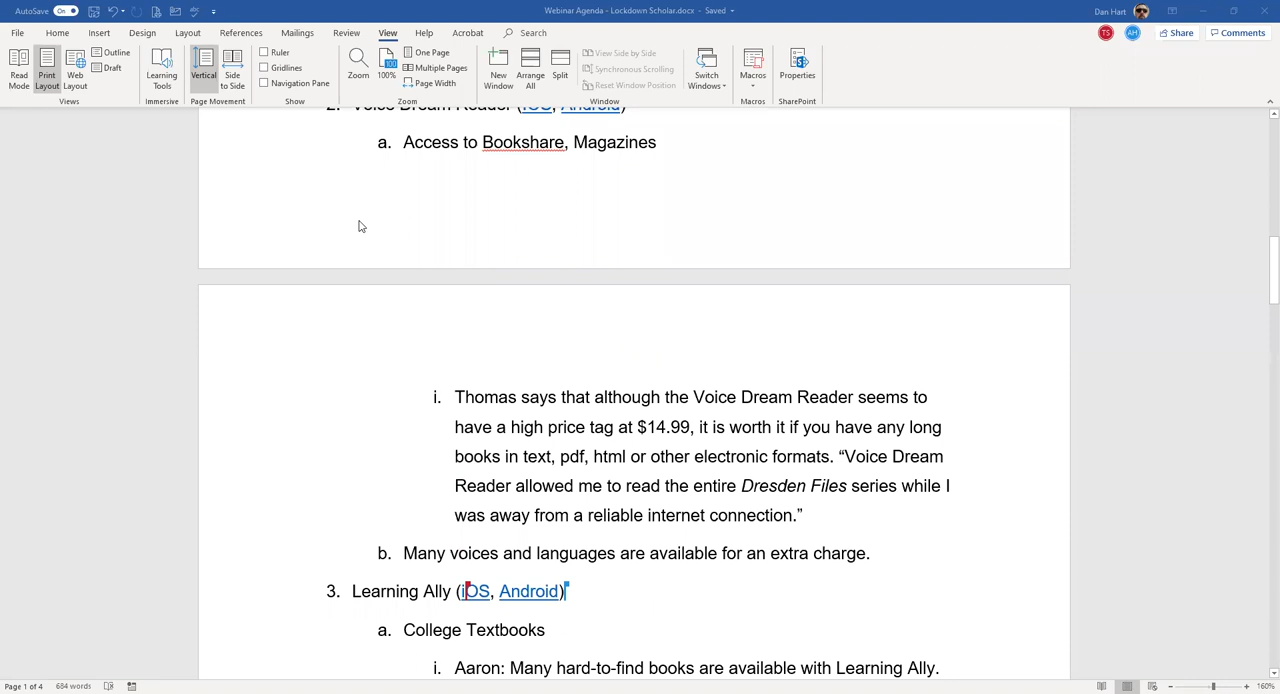 AutoSave On Webinar Agenda - Lockdown Scholar.docx - Saved Dan Hart
File Home Insert Design Layout References Mailings Review View Help Acrobat Search TS AH Share Comments
Read Mode Print Layout Web Layout Outline Draft Learning Tools Vertical Side to Side Ruler Gridlines Navigation Pane Zoom 100 100% One Page Multiple Pages Page Width New Window Arrange All Split View Side by Side Synchronous Scrolling Reset Window Position Switch Windows Macros Properties
Views Immersive Page Movement Show Zoom Window Macros SharePoint
2. Voice Dream Reader (iOS, Android)
a. Access to Bookshare, Magazines
i. Thomas says that although the Voice Dream Reader seems to
have a high price tag at $14.99, it is worth it if you have any long
books in text, pdf, html or other electronic formats. “Voice Dream
Reader allowed me to read the entire Dresden Files series while I
was away from a reliable internet connection.”
b. Many voices and languages are available for an extra charge.
3. Learning Ally (iOS, Android)
a. College Textbooks
i. Aaron: Many hard-to-find books are available with Learning Ally.
Page 1 of 4 684 words 160%